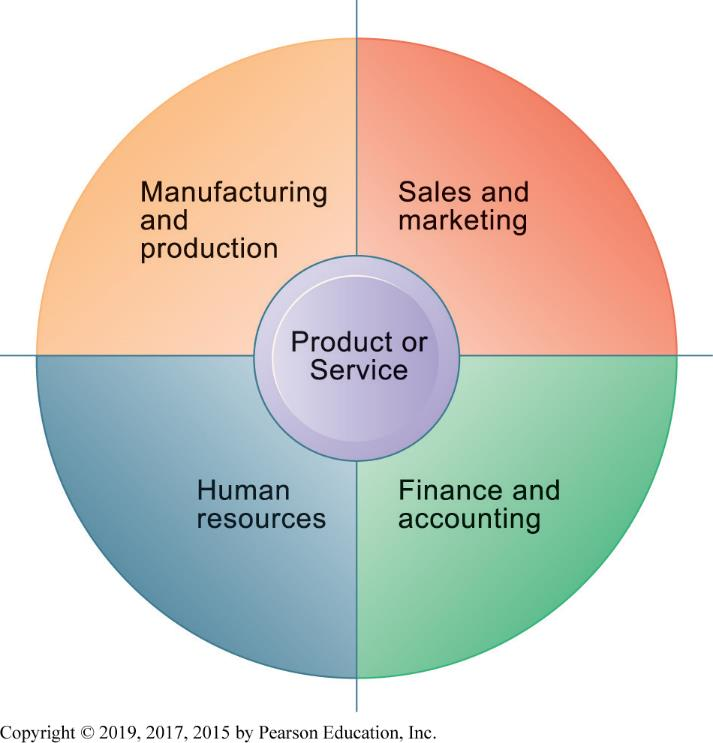 Manufacturing
and
production
Sales and
marketing
Product or
Service
Human
resources
Finance and
accounting
Copyright © 2019, 2017, 2015 by Pearson Education, Inc.